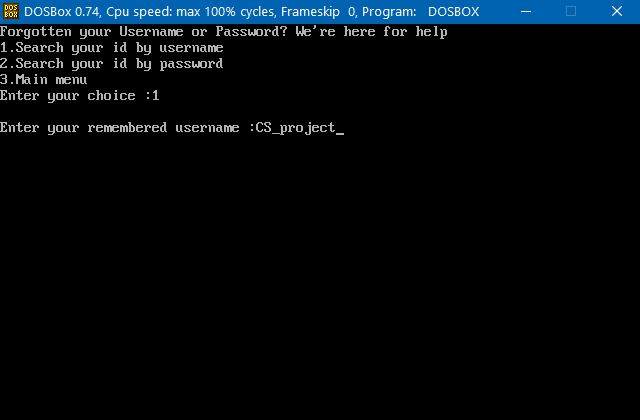 DOS BOX DOSBox 0.74, Cpu speed: max 100% cycles, Frameskip 0, Program: DOSBOX
Forgotten your Username or Password? We're here for help
1.Search your id by username
2.Search your id by password
3.Main menu
Enter your choice :1
Enter your remembered username :CS_project_